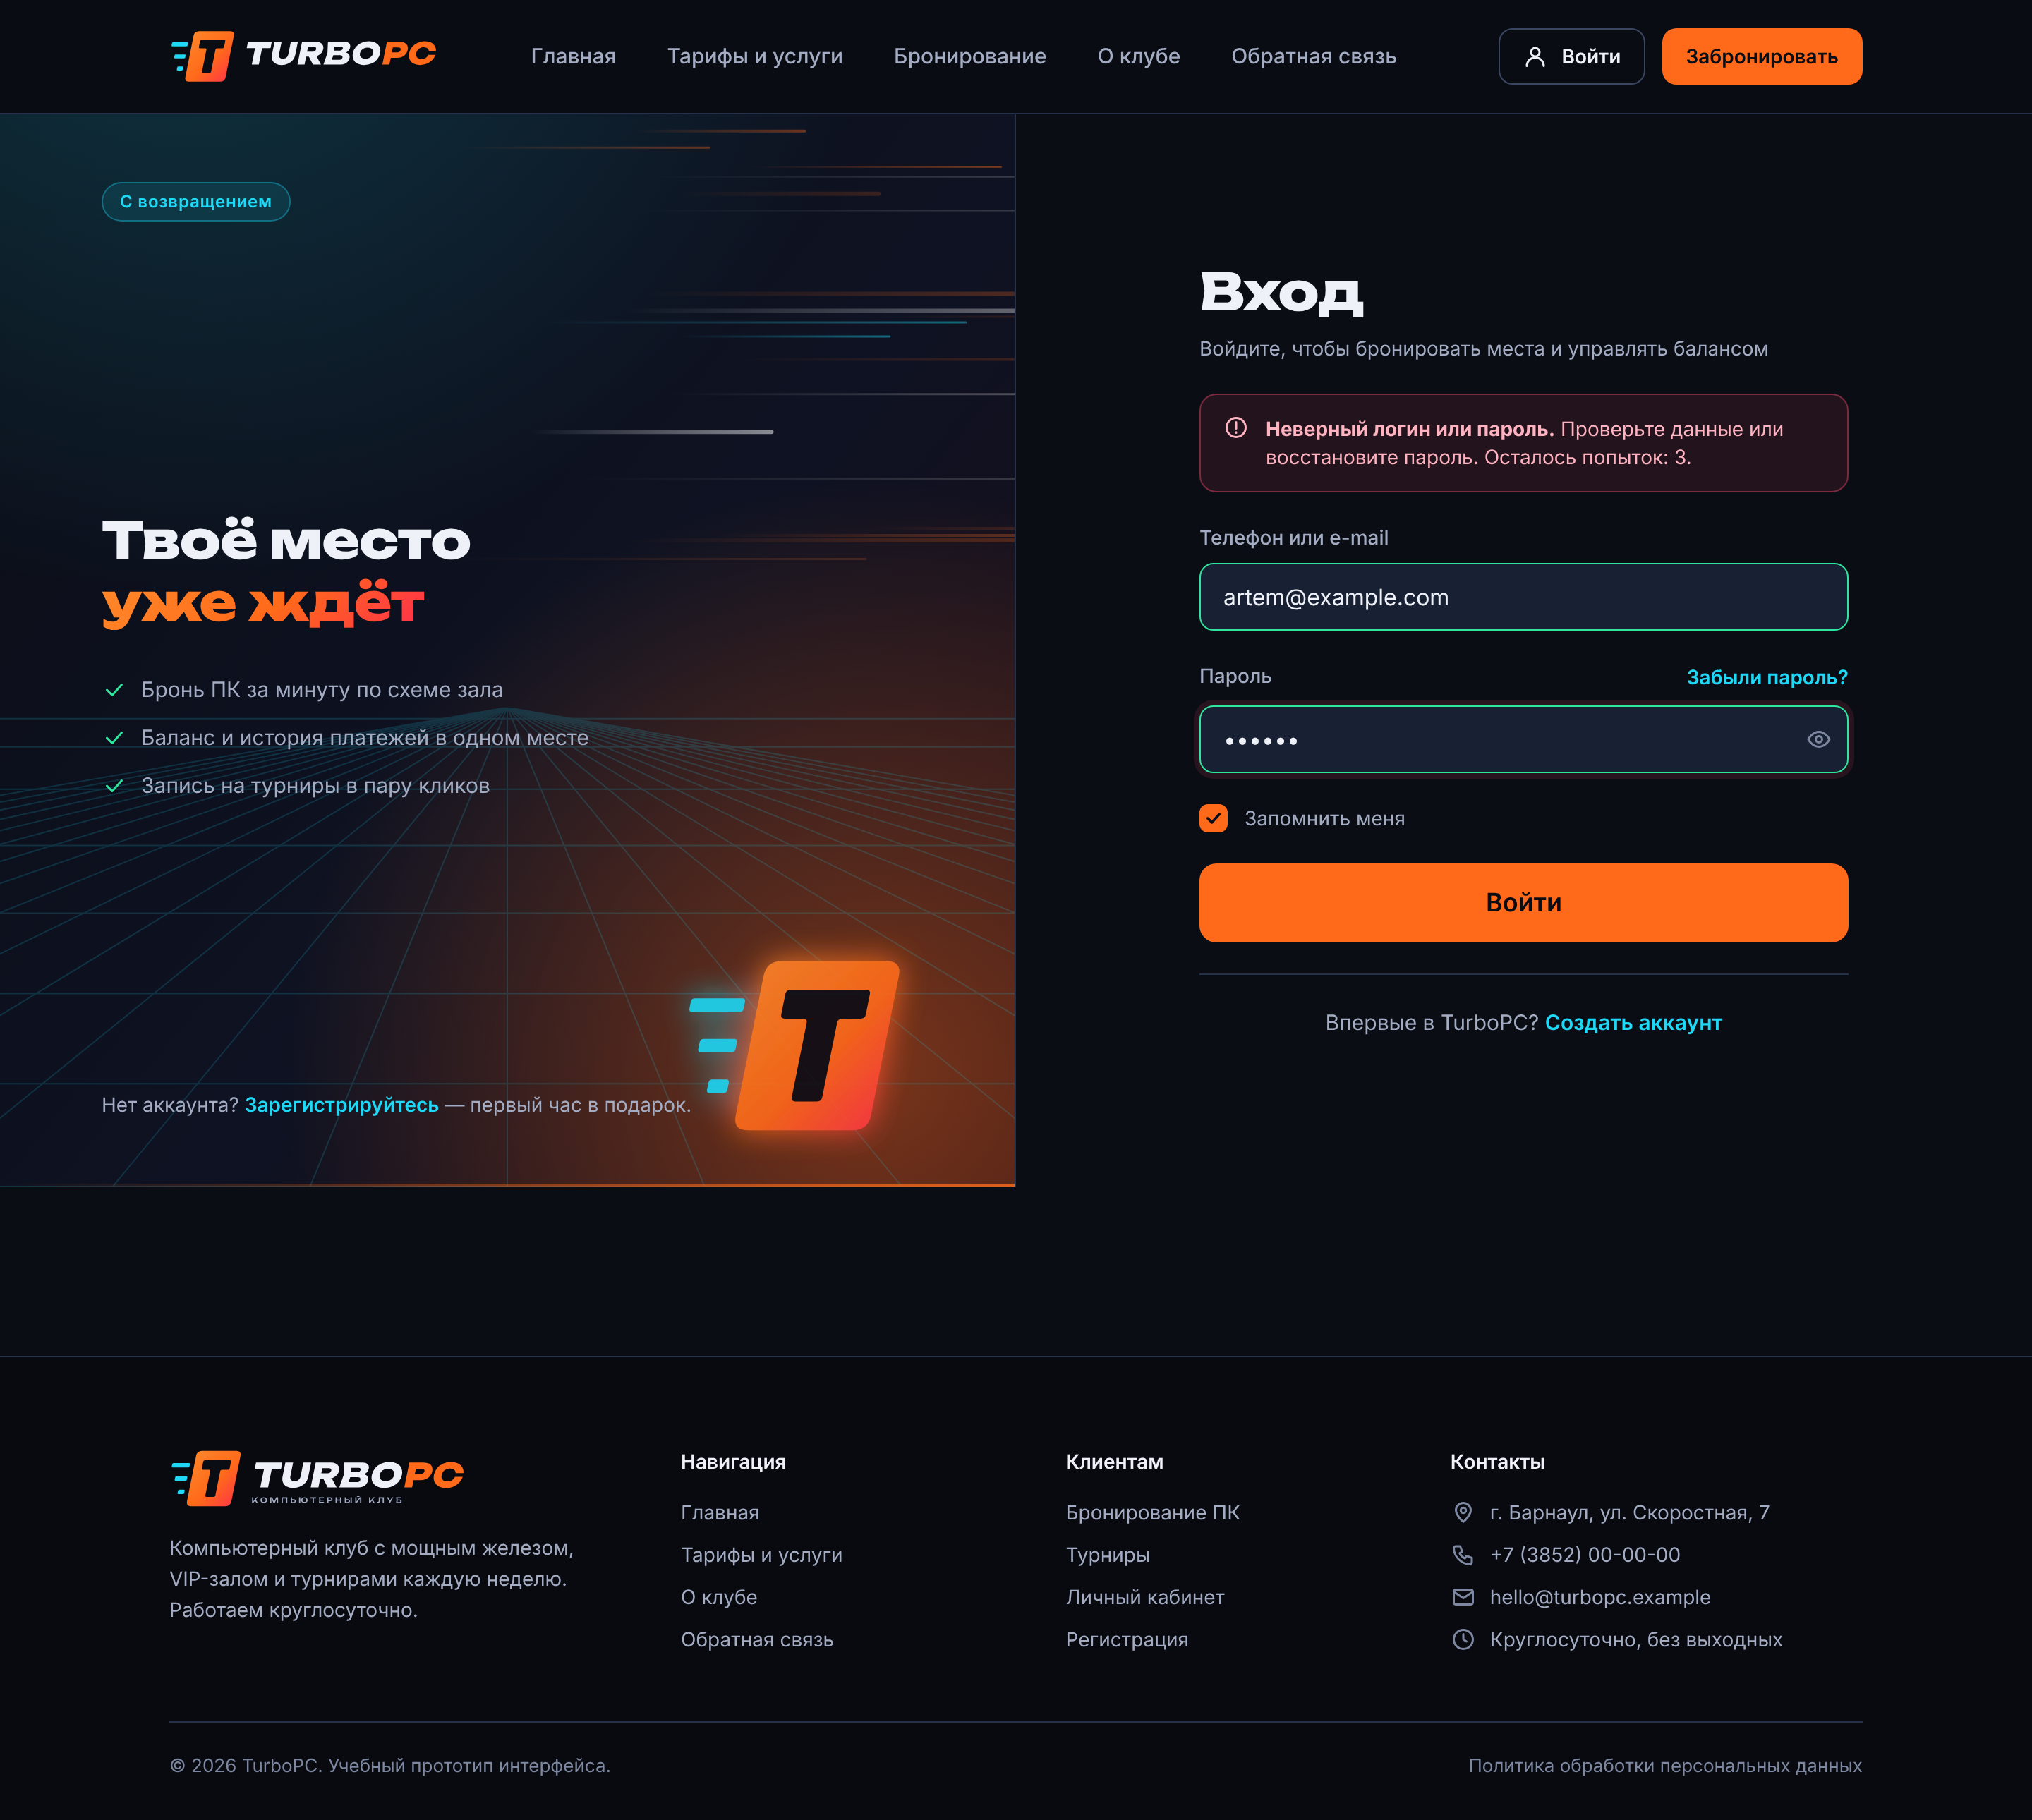 T TURBOPC
Главная
Тарифы и услуги
Бронирование
О клубе
Обратная связь
Войти
Забронировать
С возвращением
Твоё место
уже ждёт
Бронь ПК за минуту по схеме зала
Баланс и история платежей в одном месте
Запись на турниры в пару кликов
T
Нет аккаунта? Зарегистрируйтесь — первый час в подарок.
Вход
Войдите, чтобы бронировать места и управлять балансом
Неверный логин или пароль. Проверьте данные или
восстановите пароль. Осталось попыток: 3.
Телефон или e-mail
artem@example.com
Пароль
Забыли пароль?
••••••
Запомнить меня
Войти
Впервые в TurboPC? Создать аккаунт
T TURBOPC
КОМПЬЮТЕРНЫЙ КЛУБ
Компьютерный клуб с мощным железом,
VIP-залом и турнирами каждую неделю.
Работаем круглосуточно.
Навигация
Главная
Тарифы и услуги
О клубе
Обратная связь
Клиентам
Бронирование ПК
Турниры
Личный кабинет
Регистрация
Контакты
г. Барнаул, ул. Скоростная, 7
+7 (3852) 00-00-00
hello@turbopc.example
Круглосуточно, без выходных
© 2026 TurboPC. Учебный прототип интерфейса.
Политика обработки персональных данных